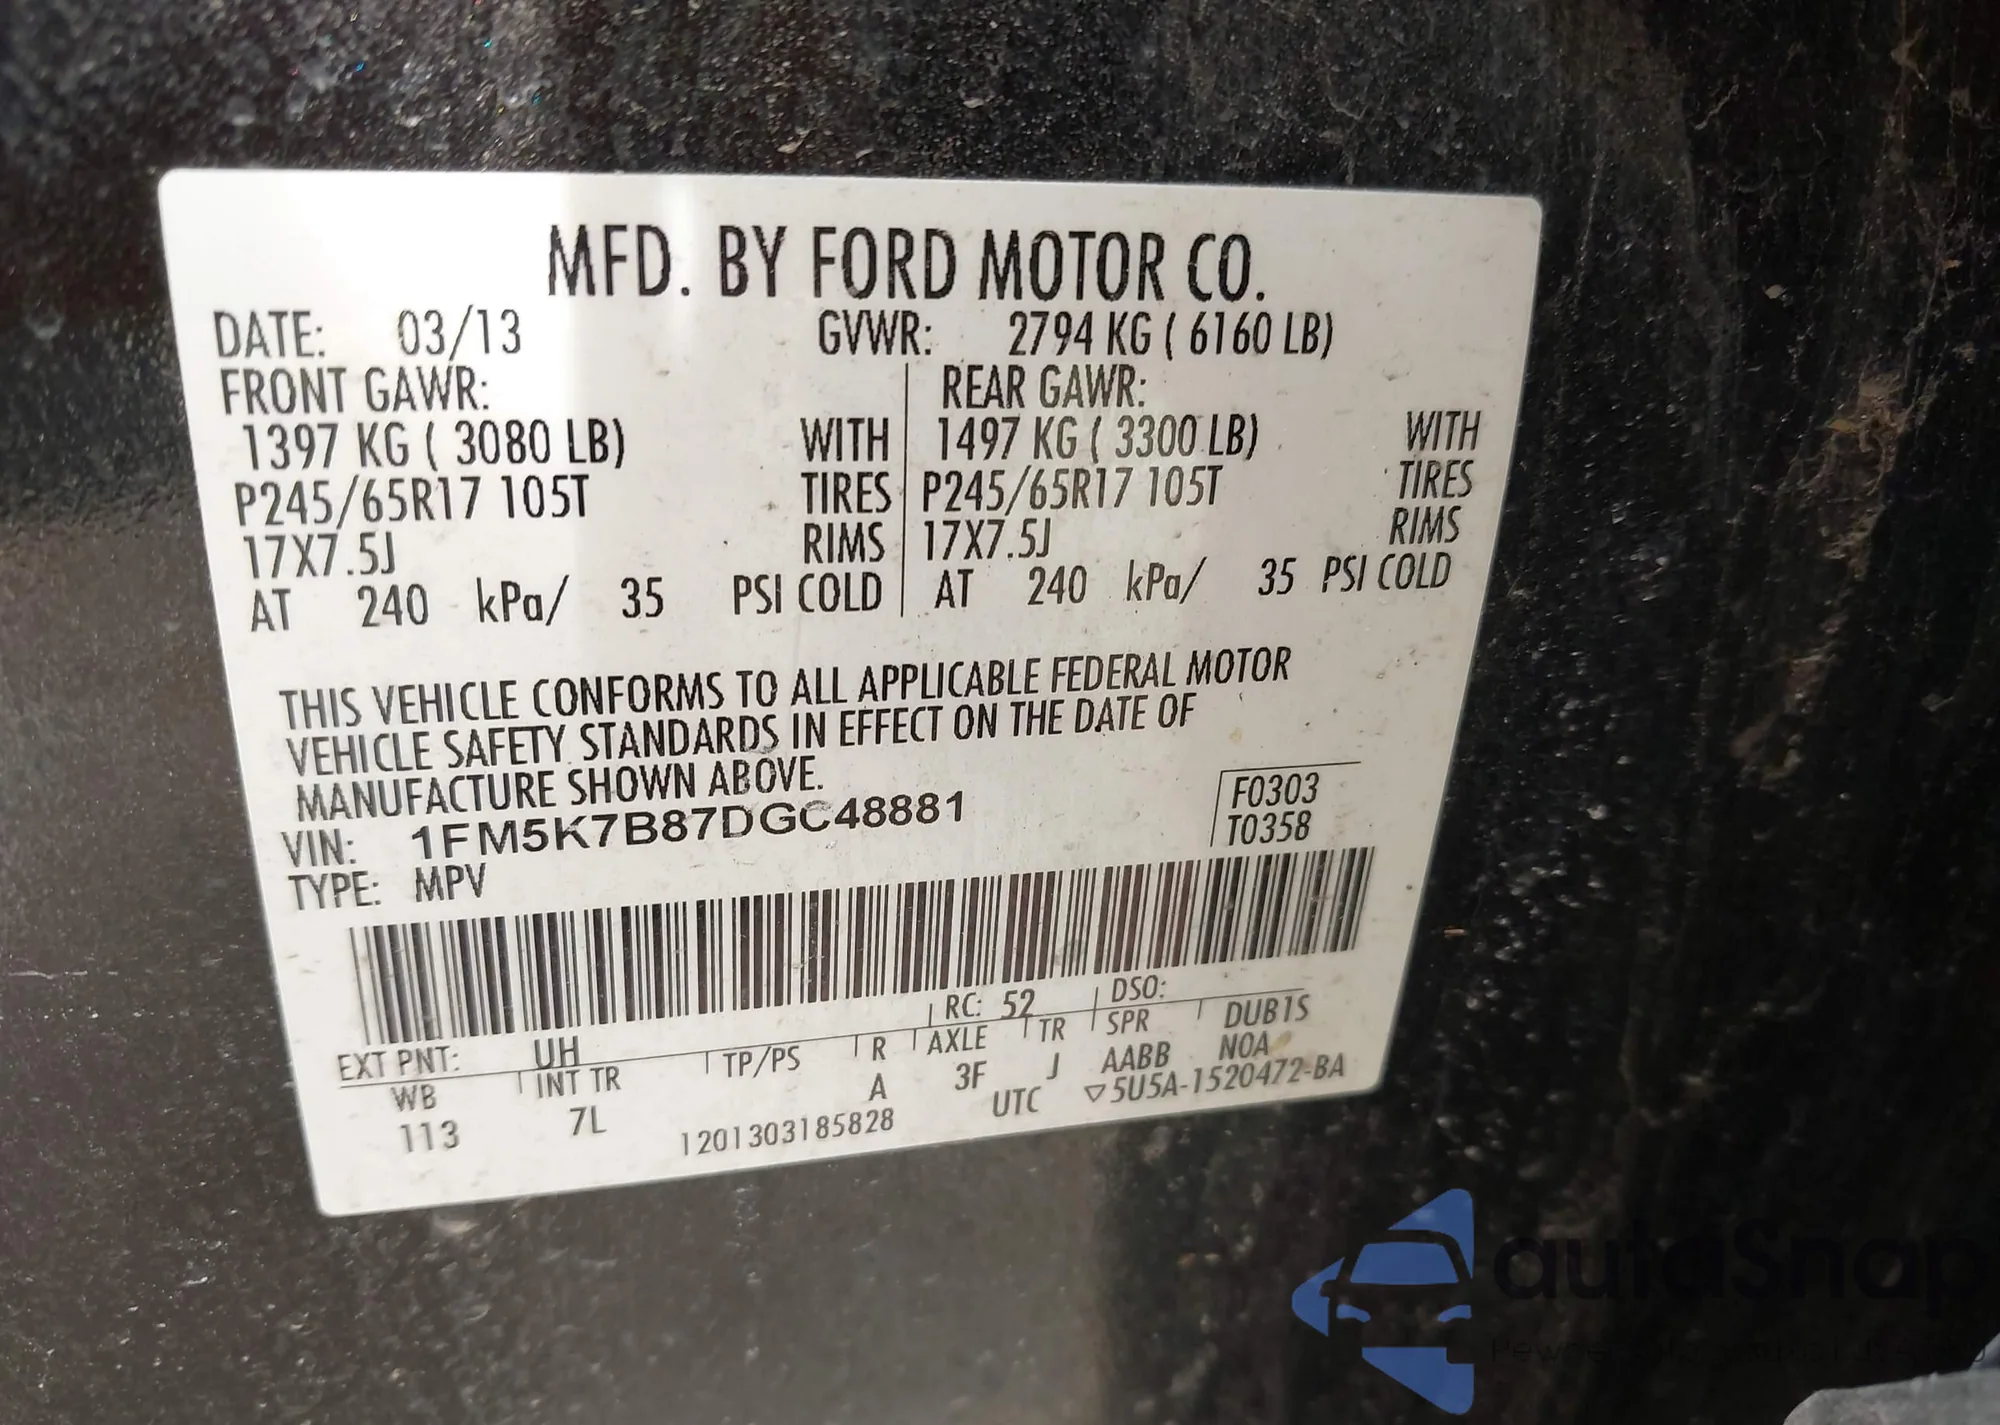 MFD. BY FORD MOTOR CO.
DATE: 03/13 GVWR: 2794 KG ( 6160 LB)
FRONT GAWR: REAR GAWR:
1397 KG ( 3080 LB) WITH 1497 KG ( 3300 LB) WITH
P245/65R17 105T TIRES P245/65R17 105T TIRES
17X7.5J RIMS 17X7.5J RIMS
AT 240 kPa/ 35 PSI COLD AT 240 kPa/ 35 PSI COLD
THIS VEHICLE CONFORMS TO ALL APPLICABLE FEDERAL MOTOR
VEHICLE SAFETY STANDARDS IN EFFECT ON THE DATE OF
MANUFACTURE SHOWN ABOVE.
VIN: 1FM5K7B87DGC48881
TYPE: MPV
F0303
T0358
EXT PNT: UH RC: 52 DSO:
WB INT TR TP/PS R AXLE TR SPR DUB1S
113 7L A 3F J AABB NOA
1201303185828 UTC ▽5U5A-1520472-BA
autosnap